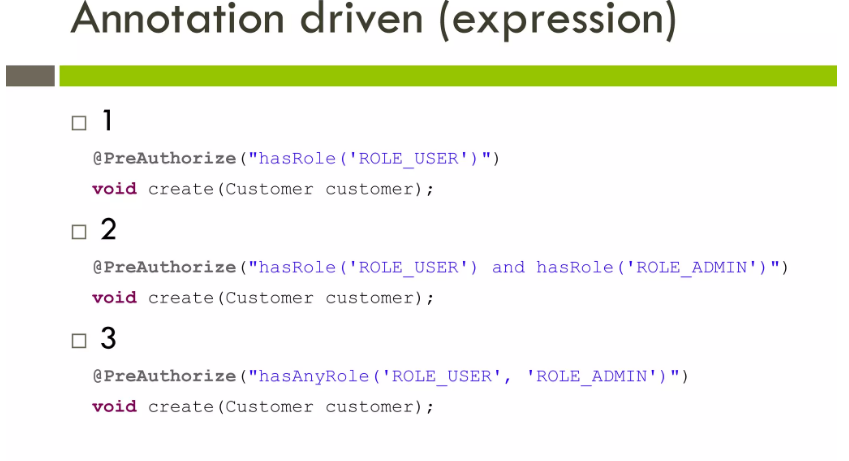 Annotation driven (expression)
1
@PreAuthorize("hasRole('ROLE_USER')")
void create(Customer customer);
2
@PreAuthorize("hasRole('ROLE_USER') and hasRole('ROLE_ADMIN')")
void create(Customer customer);
3
@PreAuthorize("hasAnyRole('ROLE_USER', 'ROLE_ADMIN')")
void create(Customer customer);